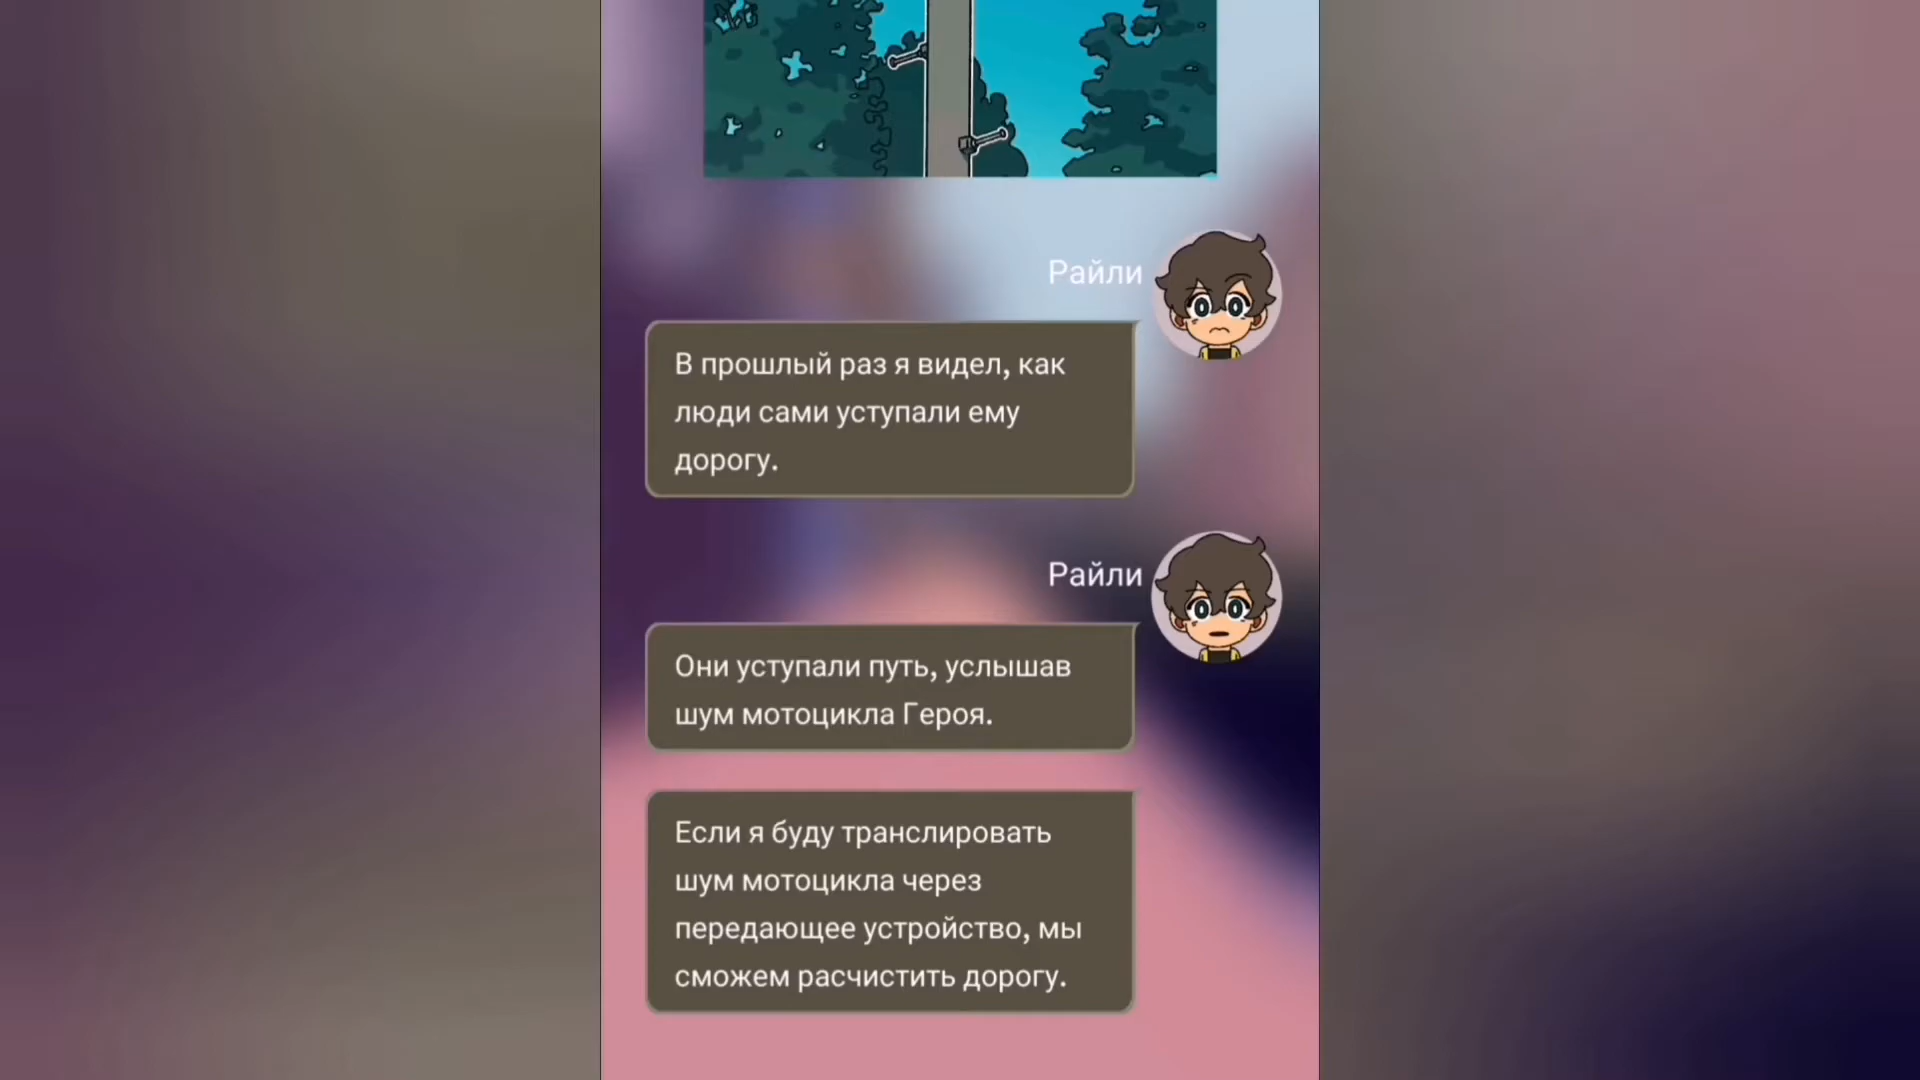 Райли
В прошлый раз я видел, как
люди сами уступали ему
дорогу.
Райли
Они уступали путь, услышав
шум мотоцикла Героя.
Если я буду транслировать
шум мотоцикла через
передающее устройство, мы
сможем расчистить дорогу.